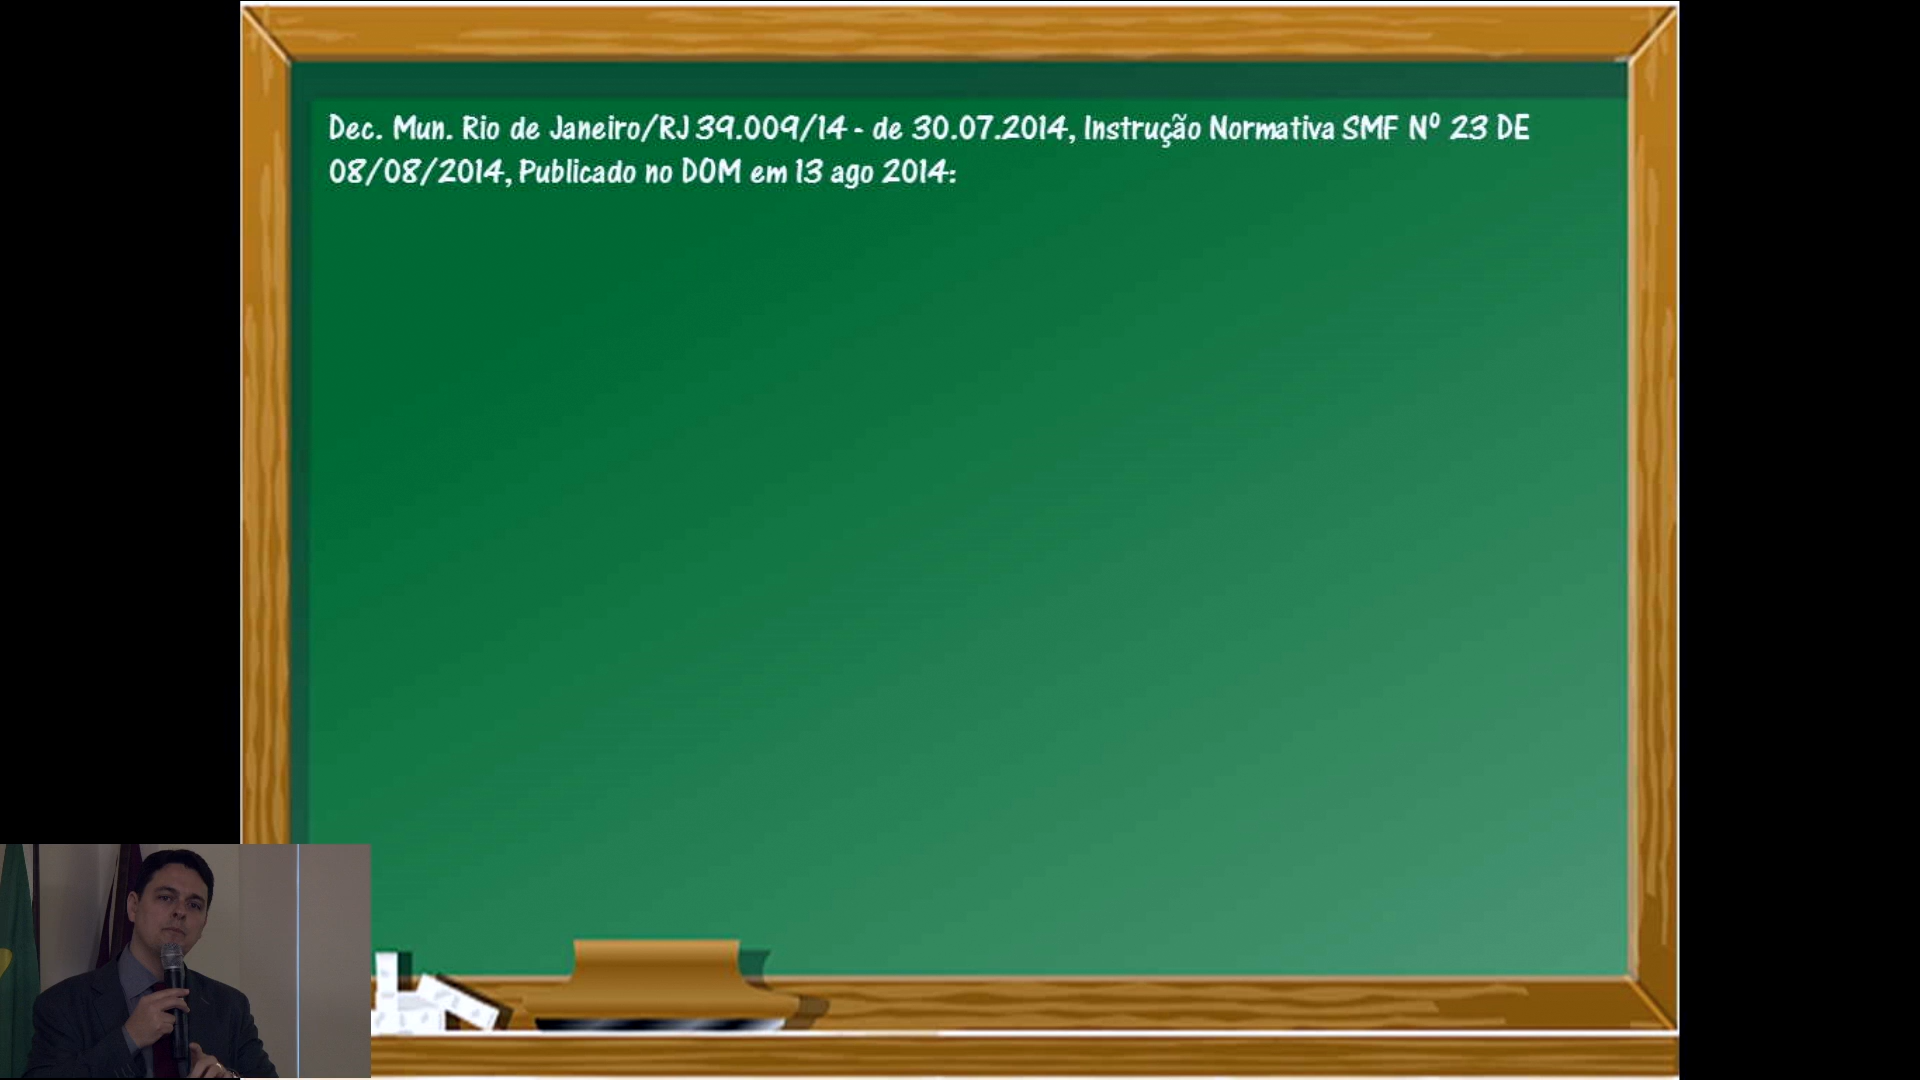 Dec. Mun. Rio de Janeiro/RJ 39.009/14 - de 30.07.2014, Instrução Normativa SMF Nº 23 DE
08/08/2014, Publicado no DOM em 13 ago 2014: